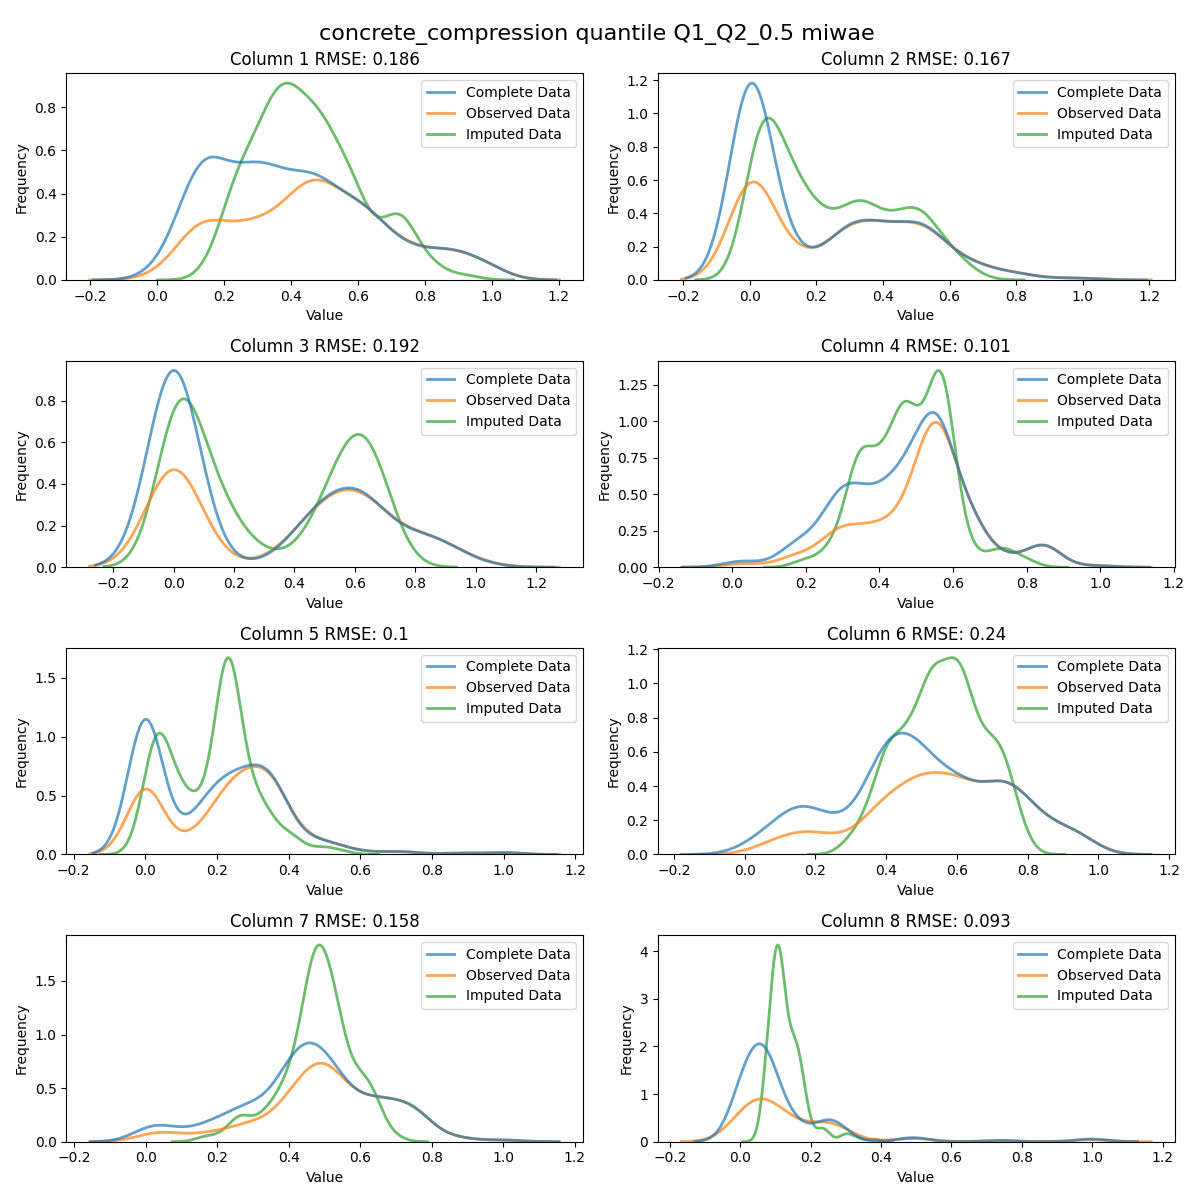 concrete_compression quantile Q1_Q2_0.5 miwae
Column 1 RMSE: 0.186
Frequency
0.8
0.6
0.4
0.2
0.0
−0.2 0.0 0.2 0.4 0.6 0.8 1.0 1.2
Value
Complete Data
Observed Data
Imputed Data
Column 2 RMSE: 0.167
Frequency
1.2
1.0
0.8
0.6
0.4
0.2
0.0
−0.2 0.0 0.2 0.4 0.6 0.8 1.0 1.2
Value
Complete Data
Observed Data
Imputed Data
Column 3 RMSE: 0.192
Frequency
0.8
0.6
0.4
0.2
0.0
−0.2 0.0 0.2 0.4 0.6 0.8 1.0 1.2
Value
Complete Data
Observed Data
Imputed Data
Column 4 RMSE: 0.101
Frequency
1.25
1.00
0.75
0.50
0.25
0.00
−0.2 0.0 0.2 0.4 0.6 0.8 1.0 1.2
Value
Complete Data
Observed Data
Imputed Data
Column 5 RMSE: 0.1
Frequency
1.5
1.0
0.5
0.0
−0.2 0.0 0.2 0.4 0.6 0.8 1.0 1.2
Value
Complete Data
Observed Data
Imputed Data
Column 6 RMSE: 0.24
Frequency
1.2
1.0
0.8
0.6
0.4
0.2
0.0
−0.2 0.0 0.2 0.4 0.6 0.8 1.0 1.2
Value
Complete Data
Observed Data
Imputed Data
Column 7 RMSE: 0.158
Frequency
1.5
1.0
0.5
0.0
−0.2 0.0 0.2 0.4 0.6 0.8 1.0 1.2
Value
Complete Data
Observed Data
Imputed Data
Column 8 RMSE: 0.093
Frequency
4
3
2
1
0
−0.2 0.0 0.2 0.4 0.6 0.8 1.0 1.2
Value
Complete Data
Observed Data
Imputed Data